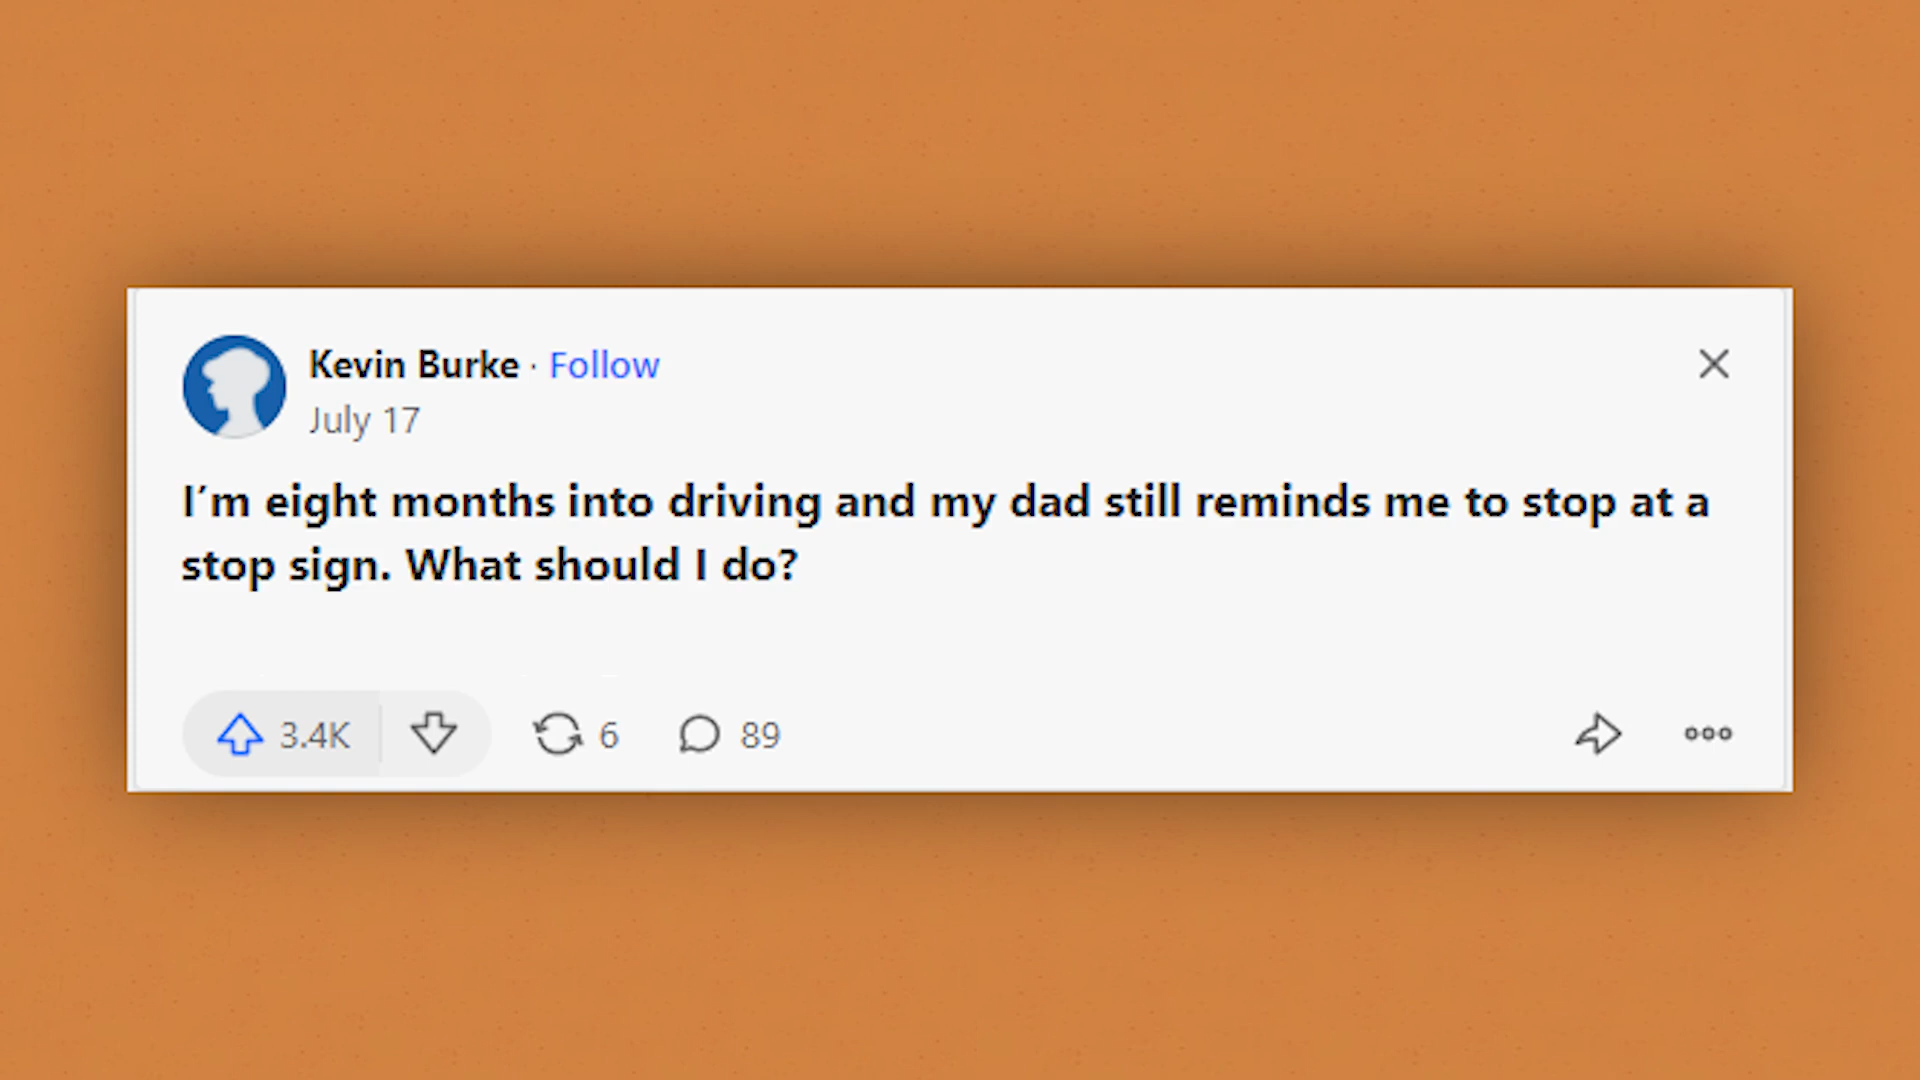 Kevin Burke · Follow
July 17
I´m eight months into driving and my dad still reminds me to stop at a
stop sign. What should I do?
3.4K 6 89